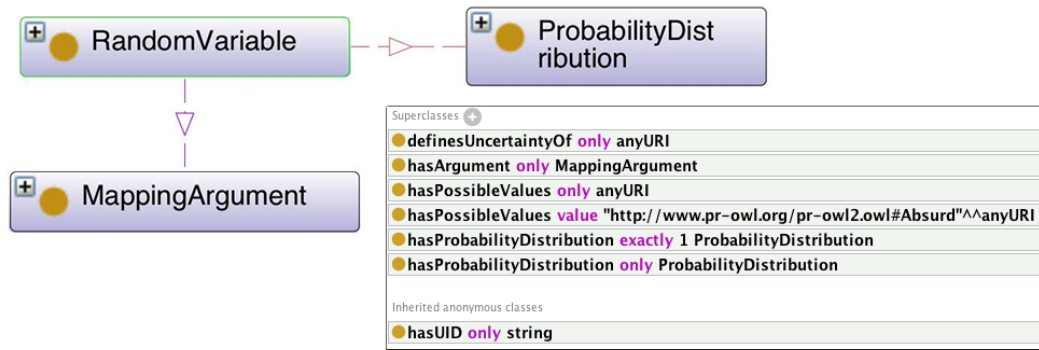 RandomVariable
ProbabilityDist
ribution
MappingArgument
Superclasses
definesUncertaintyOf only anyURI
hasArgument only MappingArgument
hasPossibleValues only anyURI
hasPossibleValues value "http://www.pr-owl.org/pr-owl2.owl#Absurd"^^anyURI
hasProbabilityDistribution exactly 1 ProbabilityDistribution
hasProbabilityDistribution only ProbabilityDistribution
Inherited anonymous classes
hasUID only string